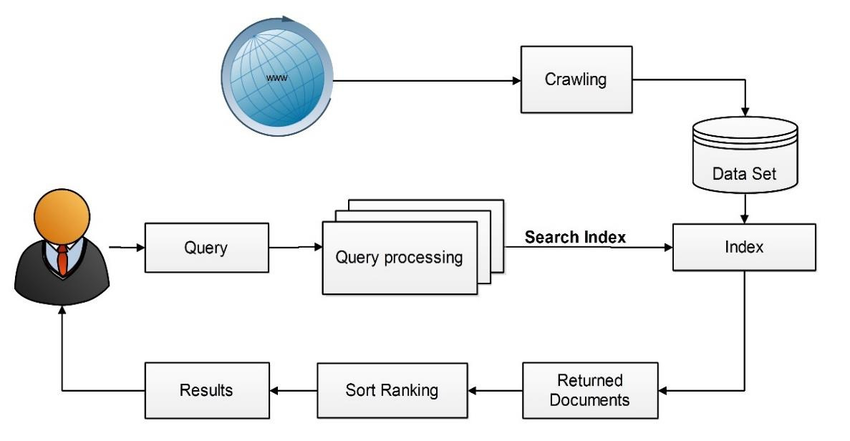 www
Crawling
Data Set
Query
Query processing
Search Index
Index
Results
Sort Ranking
Returned
Documents